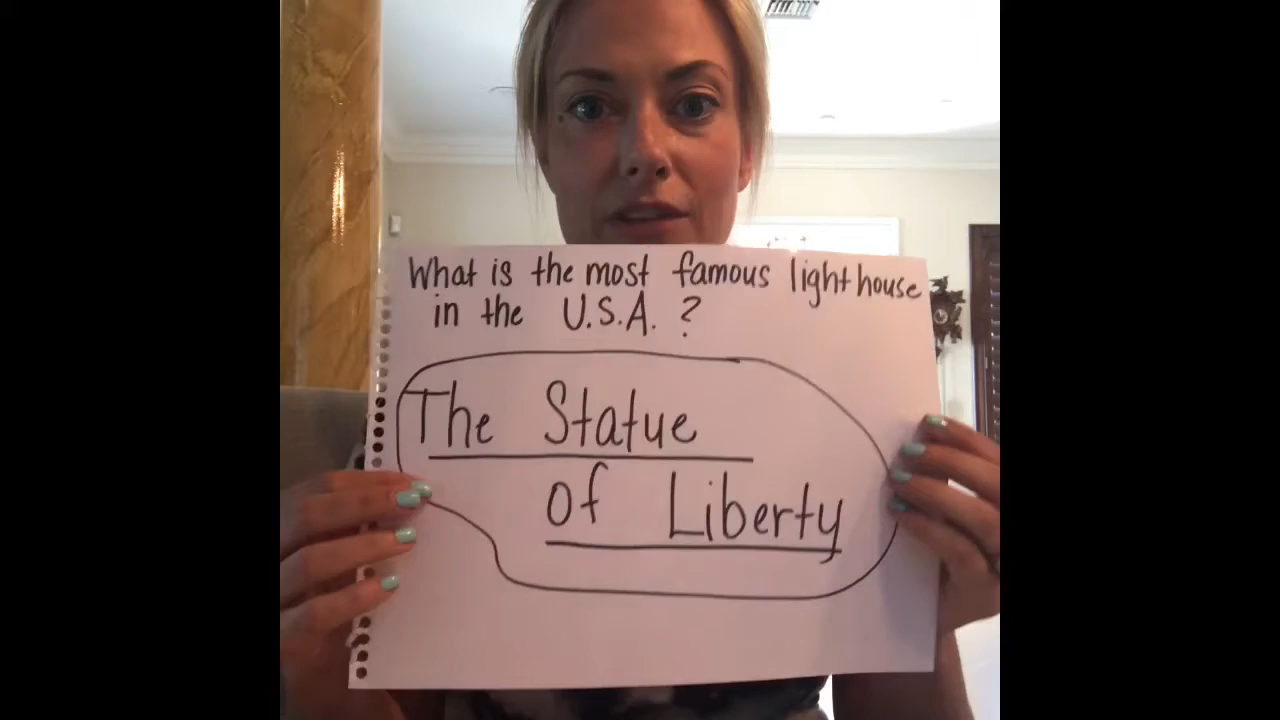 What is the most famous lighthouse
in the U.S.A. ?
The Statue
of Liberty